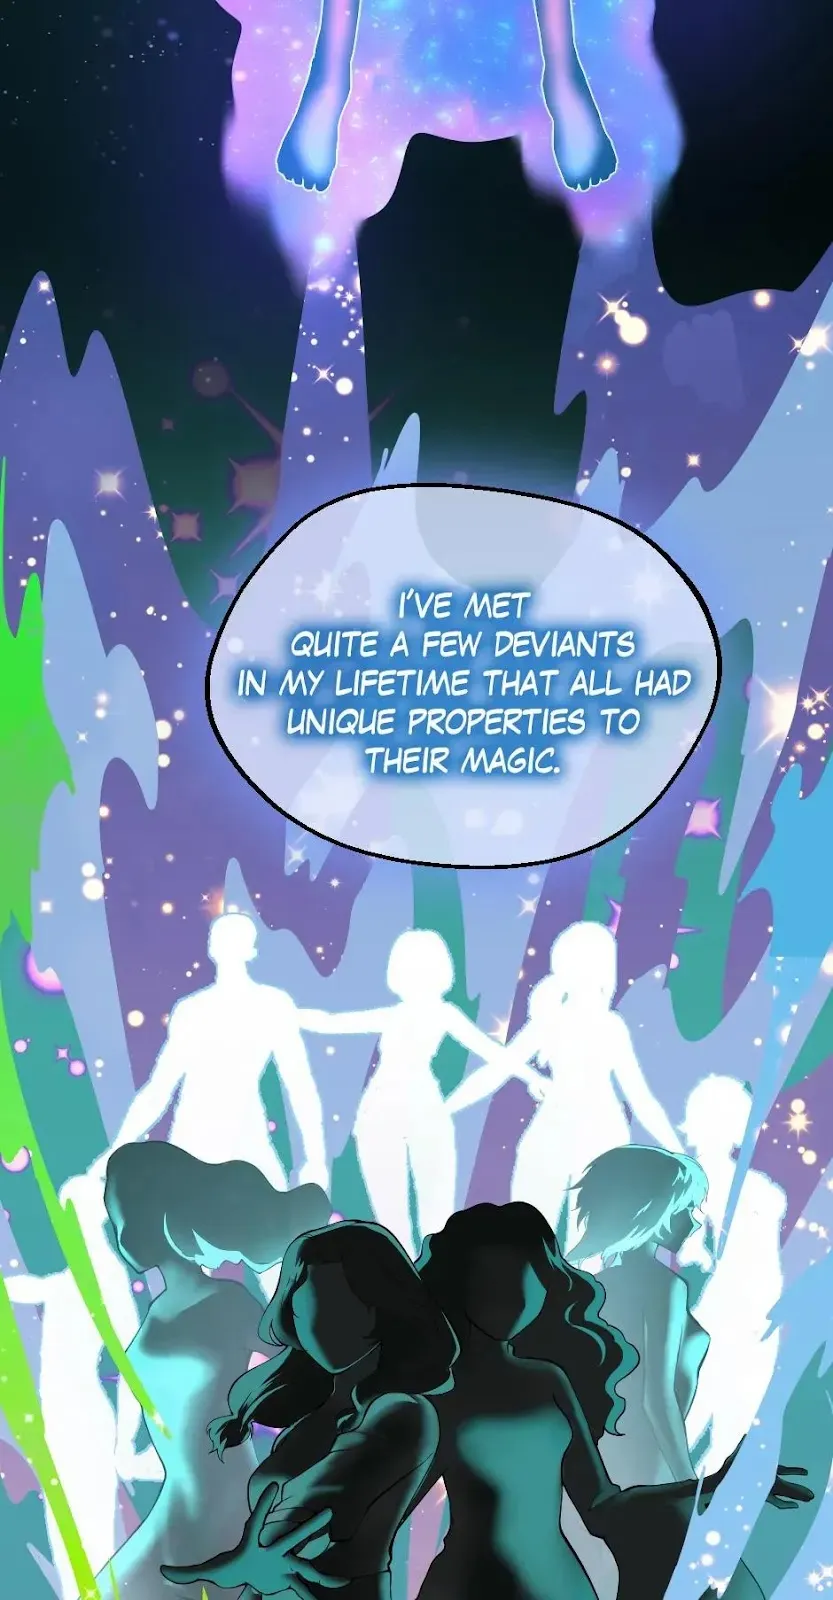 I'VE MET
QUITE A FEW DEVIANTS
IN MY LIFETIME THAT ALL HAD
UNIQUE PROPERTIES TO
THEIR MAGIC.